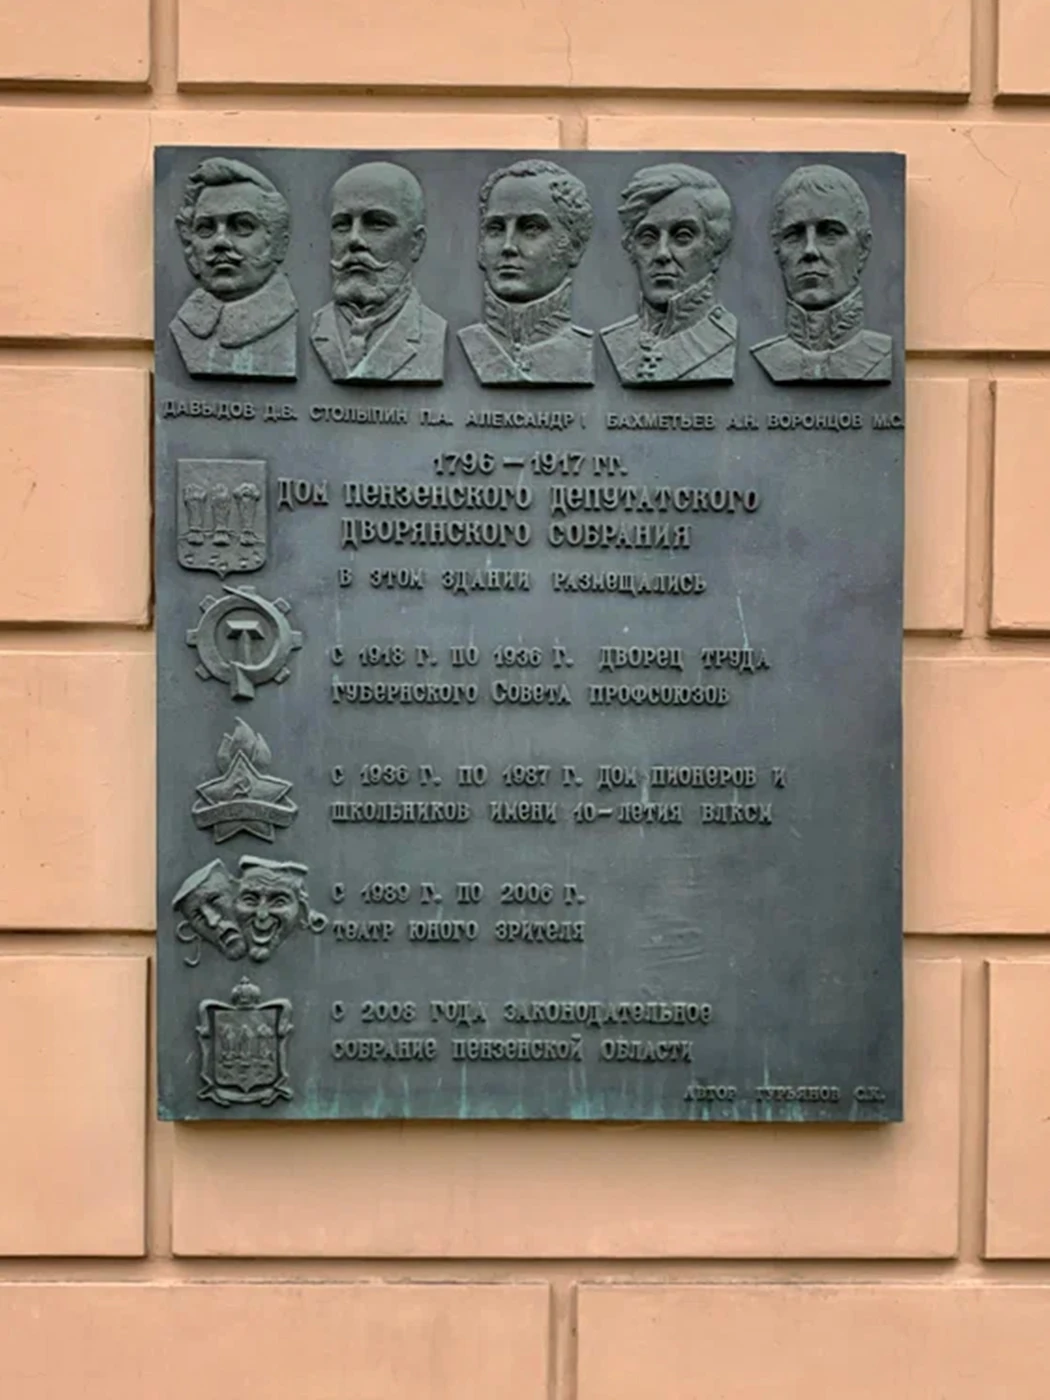 ДАВЫДОВ Д.В. СТОЛЫПИН П.А. АЛЕКСАНДР I БАХМЕТЬЕВ А.Н. ВОРОНЦОВ М.С.
1796 – 1917 гг.
ДОМ ПЕНЗЕНСКОГО ДЕПУТАТСКОГО
ДВОРЯНСКОГО СОБРАНИЯ
В ЭТОМ ЗДАНИИ РАЗМЕЩАЛИСЬ
С 1918 Г. ПО 1936 Г. ДВОРЕЦ ТРУДА
ГУБЕРНСКОГО СОВЕТА ПРОФСОЮЗОВ
С 1936 Г. ПО 1987 Г. ДОМ ПИОНЕРОВ И
ШКОЛЬНИКОВ ИМЕНИ 10-ЛЕТИЯ ВЛКСМ
С 1989 Г. ПО 2006 Г.
ТЕАТР ЮНОГО ЗРИТЕЛЯ
С 2008 ГОДА ЗАКОНОДАТЕЛЬНОЕ
СОБРАНИЕ ПЕНЗЕНСКОЙ ОБЛАСТИ
АВТОР ГУРЬЯНОВ С.К.